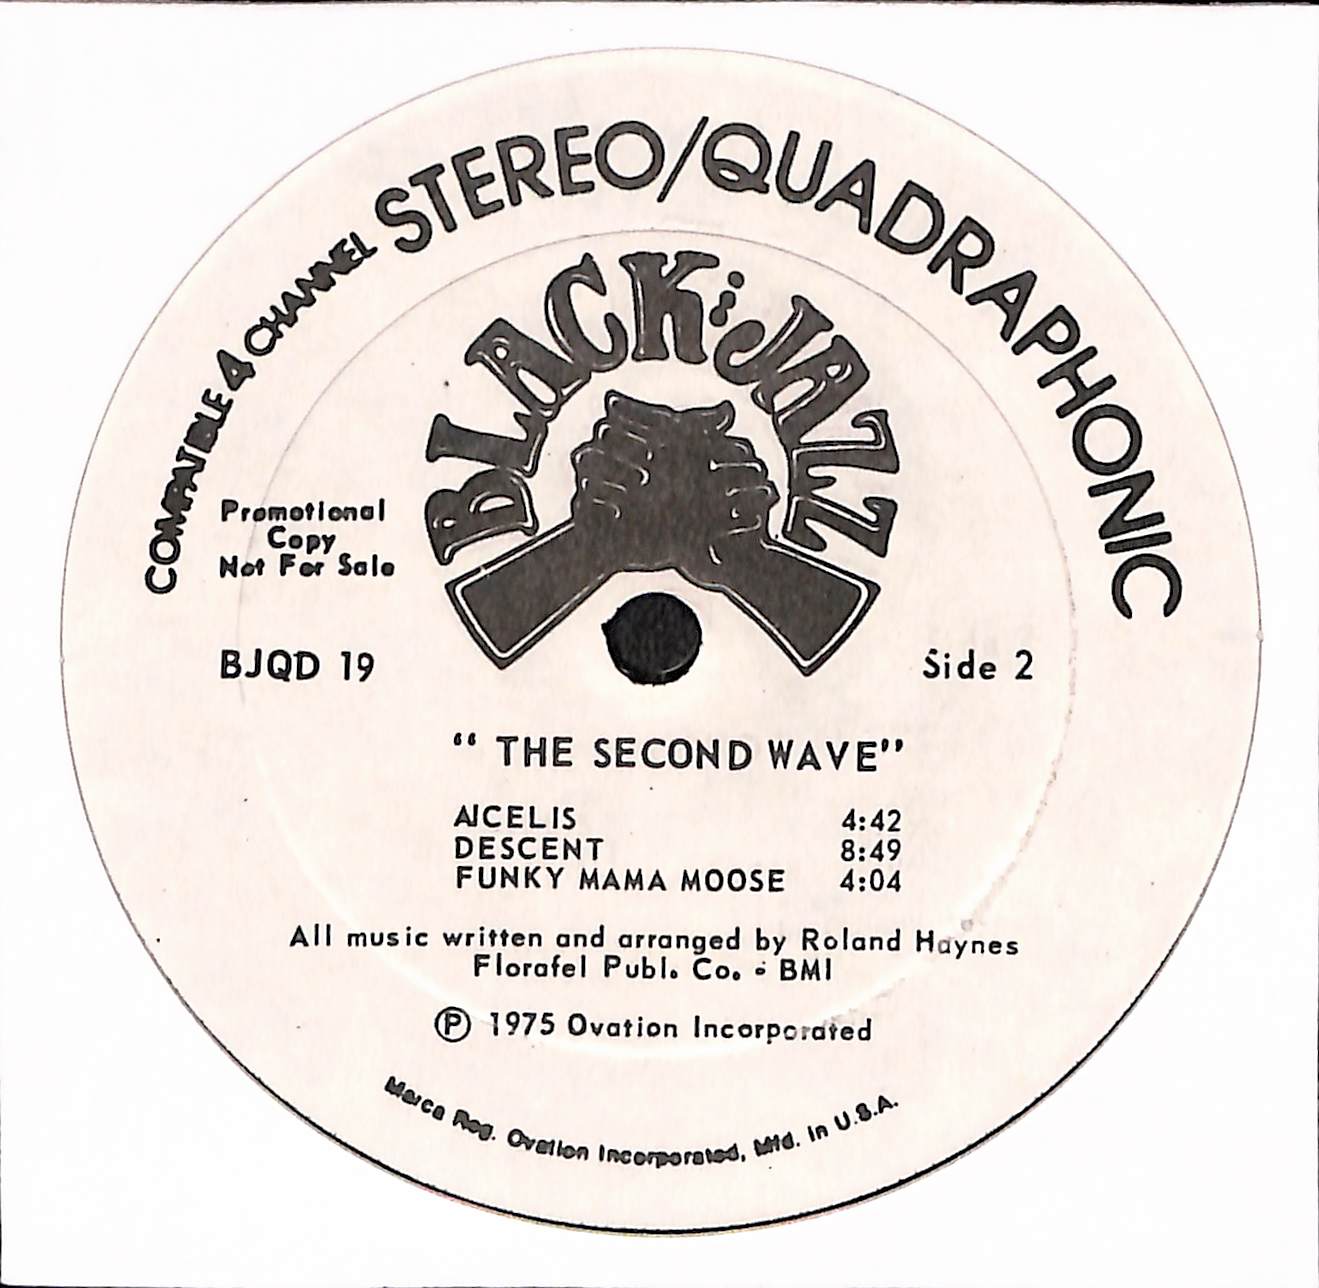 COMPATIBLE 4 CHANNEL STEREO/QUADRAPHONIC
BLACK JAZZ
Promotional
Copy
Not For Sale
BJQD 19
Side 2
“ THE SECOND WAVE”
AICELIS 4:42
DESCENT 8:49
FUNKY MAMA MOOSE 4:04
All music written and arranged by Roland Haynes
Florafel Publ. Co. - BMI
Ⓟ 1975 Ovation Incorporated
Marca Reg. Ovation Incorporated, Mfd. In U.S.A.